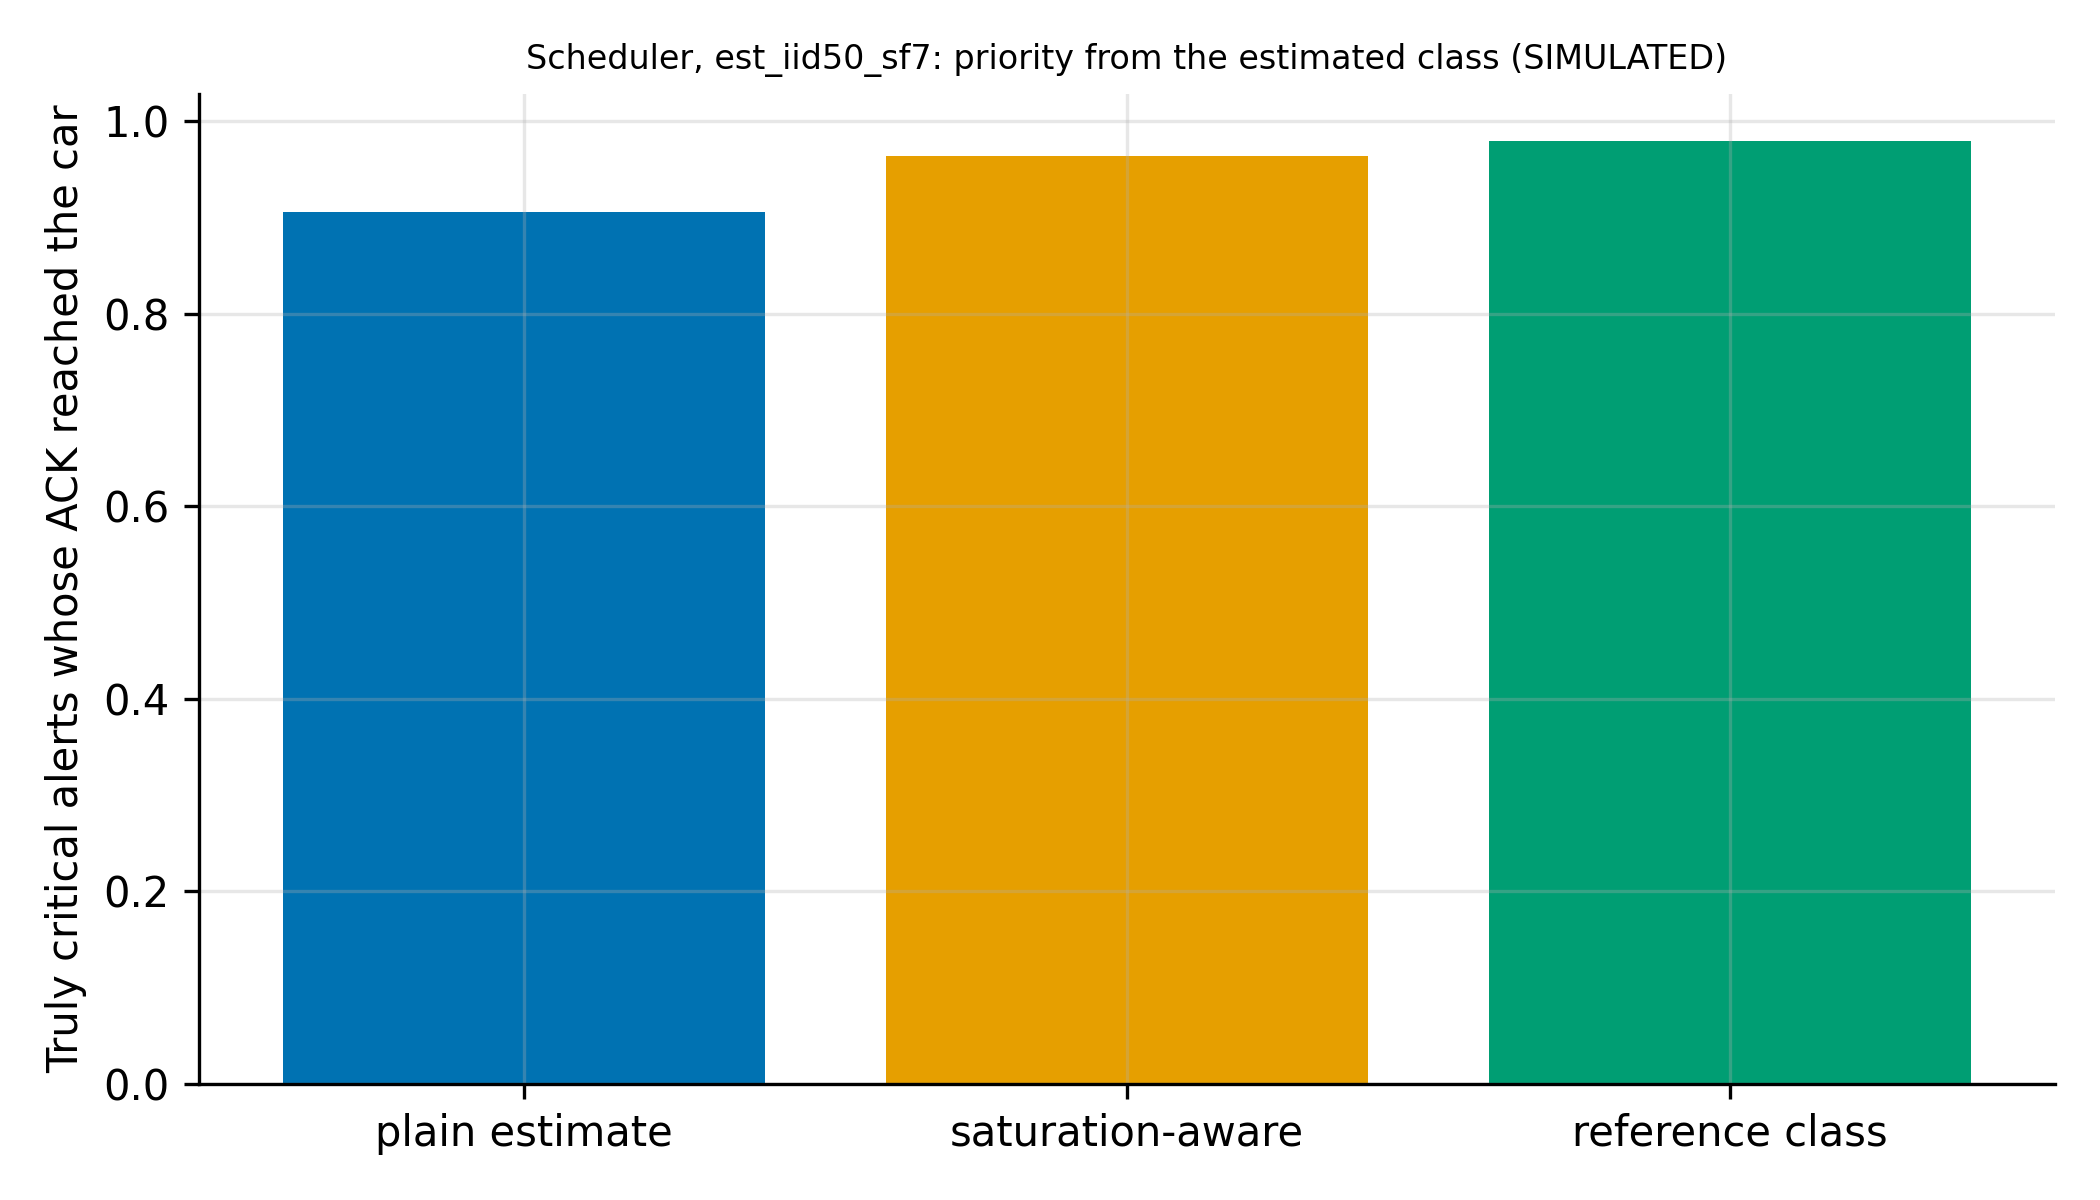 Scheduler, est_iid50_sf7: priority from the estimated class (SIMULATED)
Truly critical alerts whose ACK reached the car
1.0
0.8
0.6
0.4
0.2
0.0
plain estimate
saturation-aware
reference class